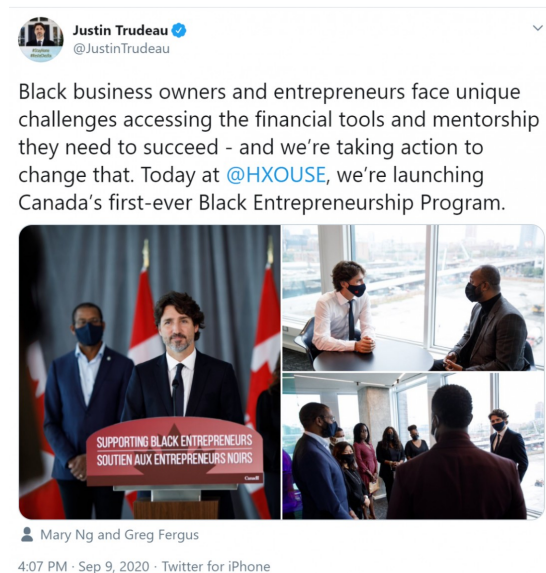 Justin Trudeau
@JustinTrudeau
Black business owners and entrepreneurs face unique
challenges accessing the financial tools and mentorship
they need to succeed - and we're taking action to
change that. Today at @HXOUSE, we're launching
Canada's first-ever Black Entrepreneurship Program.
SUPPORTING BLACK ENTREPRENEURS
SOUTIEN AUX ENTREPRENEURS NOIRS
Canada
Mary Ng and Greg Fergus
4:07 PM · Sep 9, 2020 · Twitter for iPhone